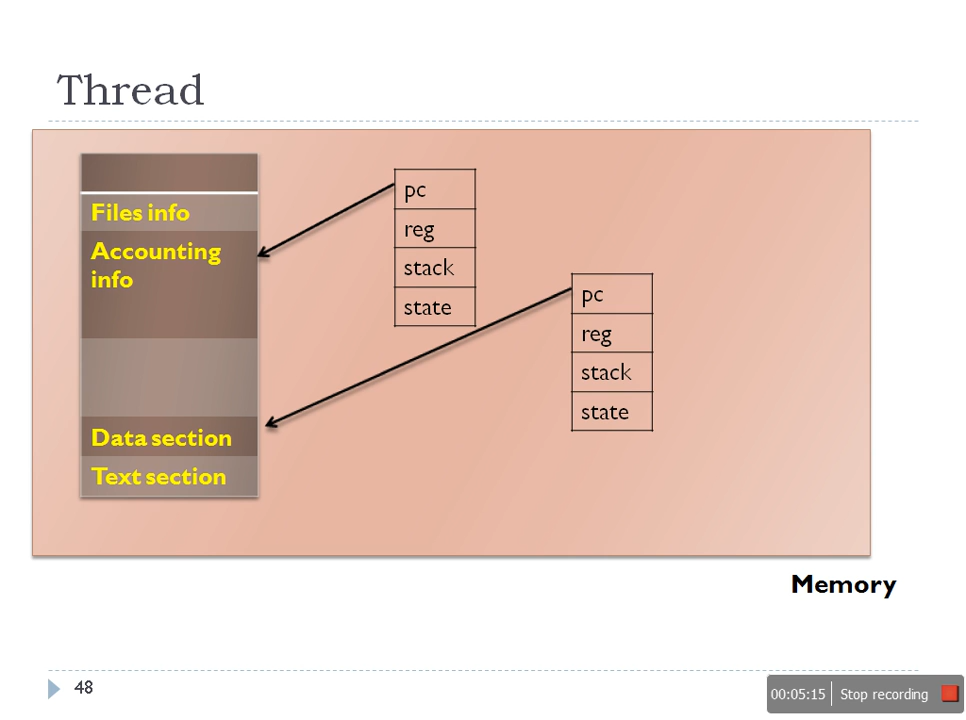 Thread
Files info
Accounting
info
Data section
Text section
pc
reg
stack
state
pc
reg
stack
state
Memory
48
00:05:15 Stop recording